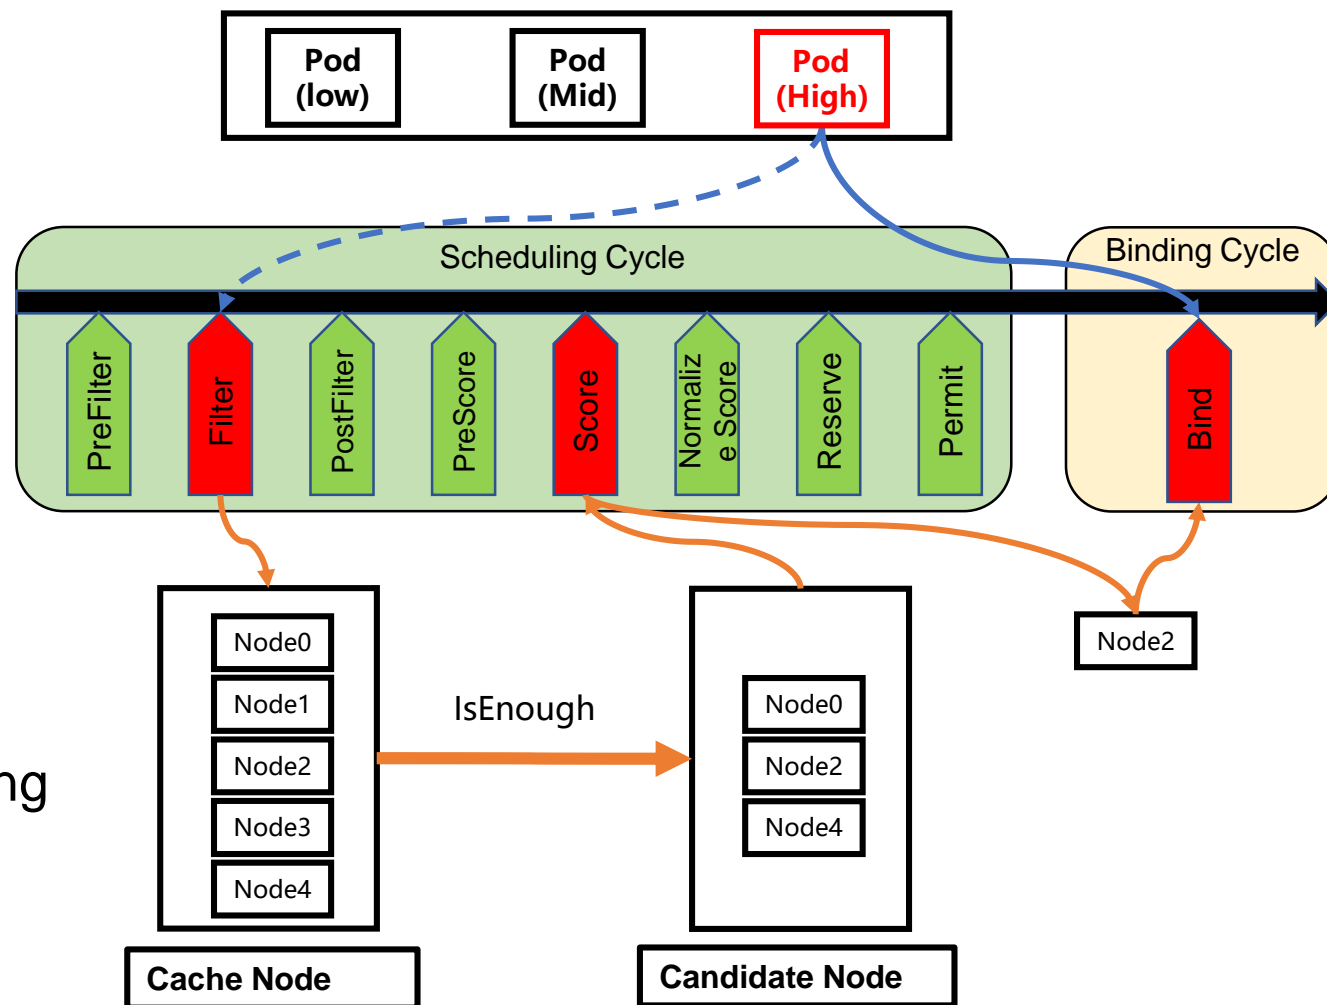 Pod
(low)
Pod
(Mid)
Pod
(High)
Scheduling Cycle
Binding Cycle
PreFilter
Filter
PostFilter
PreScore
Score
Normaliz
e Score
Reserve
Permit
Bind
Node0
Node1
Node2
Node3
Node4
IsEnough
Node0
Node2
Node4
Node2
ng
Cache Node
Candidate Node